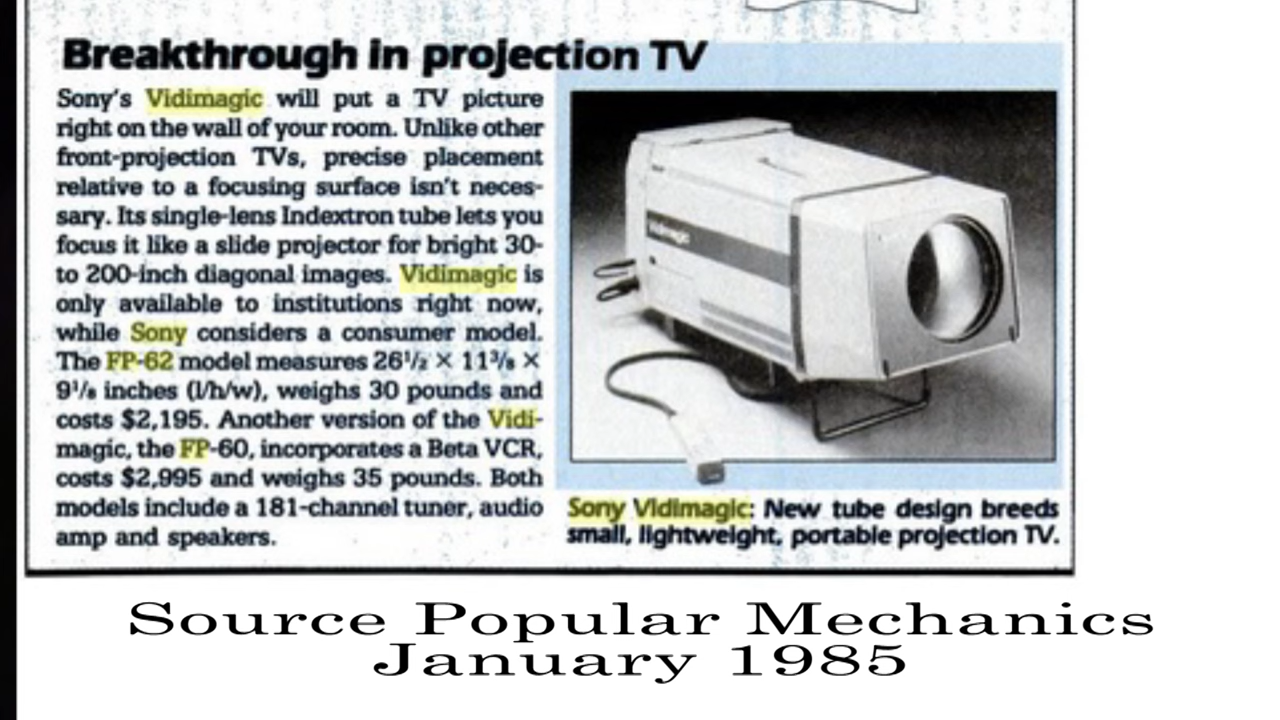 Breakthrough in projection TV
Sony's Vidimagic will put a TV picture
right on the wall of your room. Unlike other
front-projection TVs, precise placement
relative to a focusing surface isn't neces-
sary. Its single-lens Indextron tube lets you
focus it like a slide projector for bright 30-
to 200-inch diagonal images. Vidimagic is
only available to institutions right now,
while Sony considers a consumer model.
The FP-62 model measures 26¹/₂ × 11³/₈ ×
9¹/₈ inches (l/h/w), weighs 30 pounds and
costs $2,195. Another version of the Vidi-
magic, the FP-60, incorporates a Beta VCR,
costs $2,995 and weighs 35 pounds. Both
models include a 181-channel tuner, audio
amp and speakers.
Vidimagic
Sony Vidimagic: New tube design breeds
small, lightweight, portable projection TV.
Source Popular Mechanics
January 1985